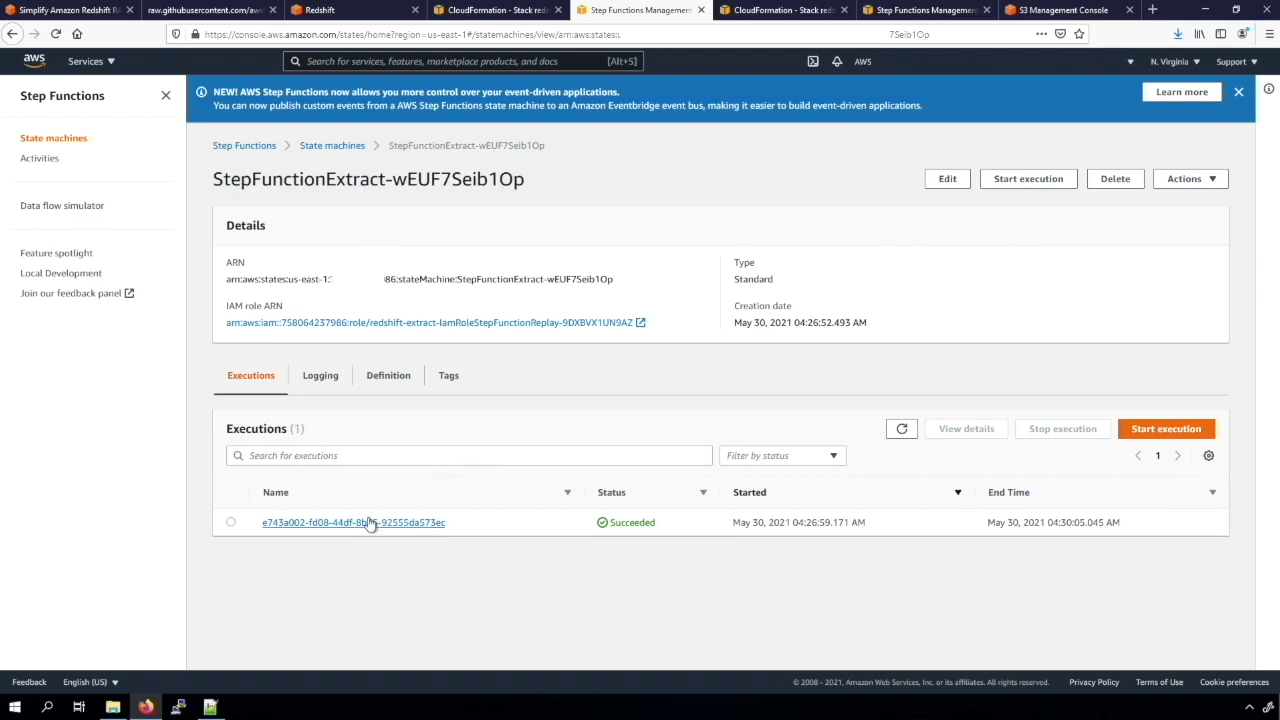 Simplify Amazon Redshift RA
raw.githubusercontent.com/aws
Redshift
CloudFormation - Stack reds
Step Functions Management
CloudFormation - Stack reds
Step Functions Management
S3 Management Console
https://console.aws.amazon.com/states/home?region=us-east-1#/statemachines/view/arn:aws:states:
7Seib1Op
aws
Services
Search for services, features, marketplace products, and docs
[Alt+S]
AWS
N. Virginia
Support
Step Functions
State machines
Activities
Data flow simulator
Feature spotlight
Local Development
Join our feedback panel
NEW! AWS Step Functions now allows you more control over your event-driven applications.
You can now publish custom events from a AWS Step Functions state machine to an Amazon Eventbridge event bus, making it easier to build event-driven applications.
Learn more
Step Functions
State machines
StepFunctionExtract-wEUF7Seib1Op
StepFunctionExtract-wEUF7Seib1Op
Edit
Start execution
Delete
Actions
Details
ARN
arn:aws:states:us-east-1: 86:stateMachine:StepFunctionExtract-wEUF7Seib1Op
IAM role ARN
arn:aws:iam::758064237986:role/redshift-extract-IamRoleStepFunctionReplay-9DXBVX1UN9AZ
Type
Standard
Creation date
May 30, 2021 04:26:52.493 AM
Executions
Logging
Definition
Tags
Executions (1)
View details
Stop execution
Start execution
Search for executions
Filter by status
1
Name
Status
Started
End Time
Succeeded
May 30, 2021 04:26:59.171 AM
May 30, 2021 04:30:05.045 AM
Feedback
English (US)
© 2008 - 2021, Amazon Web Services, Inc. or its affiliates. All rights reserved.
Privacy Policy
Terms of Use
Cookie preferences